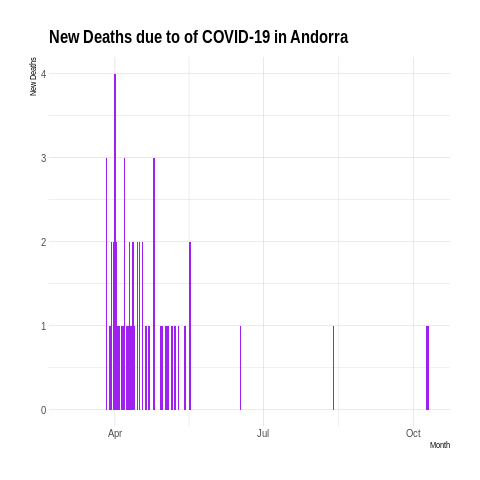 New Deaths due to of COVID-19 in Andorra
New Deaths
4
3
2
1
0
Apr
Jul
Oct
Month